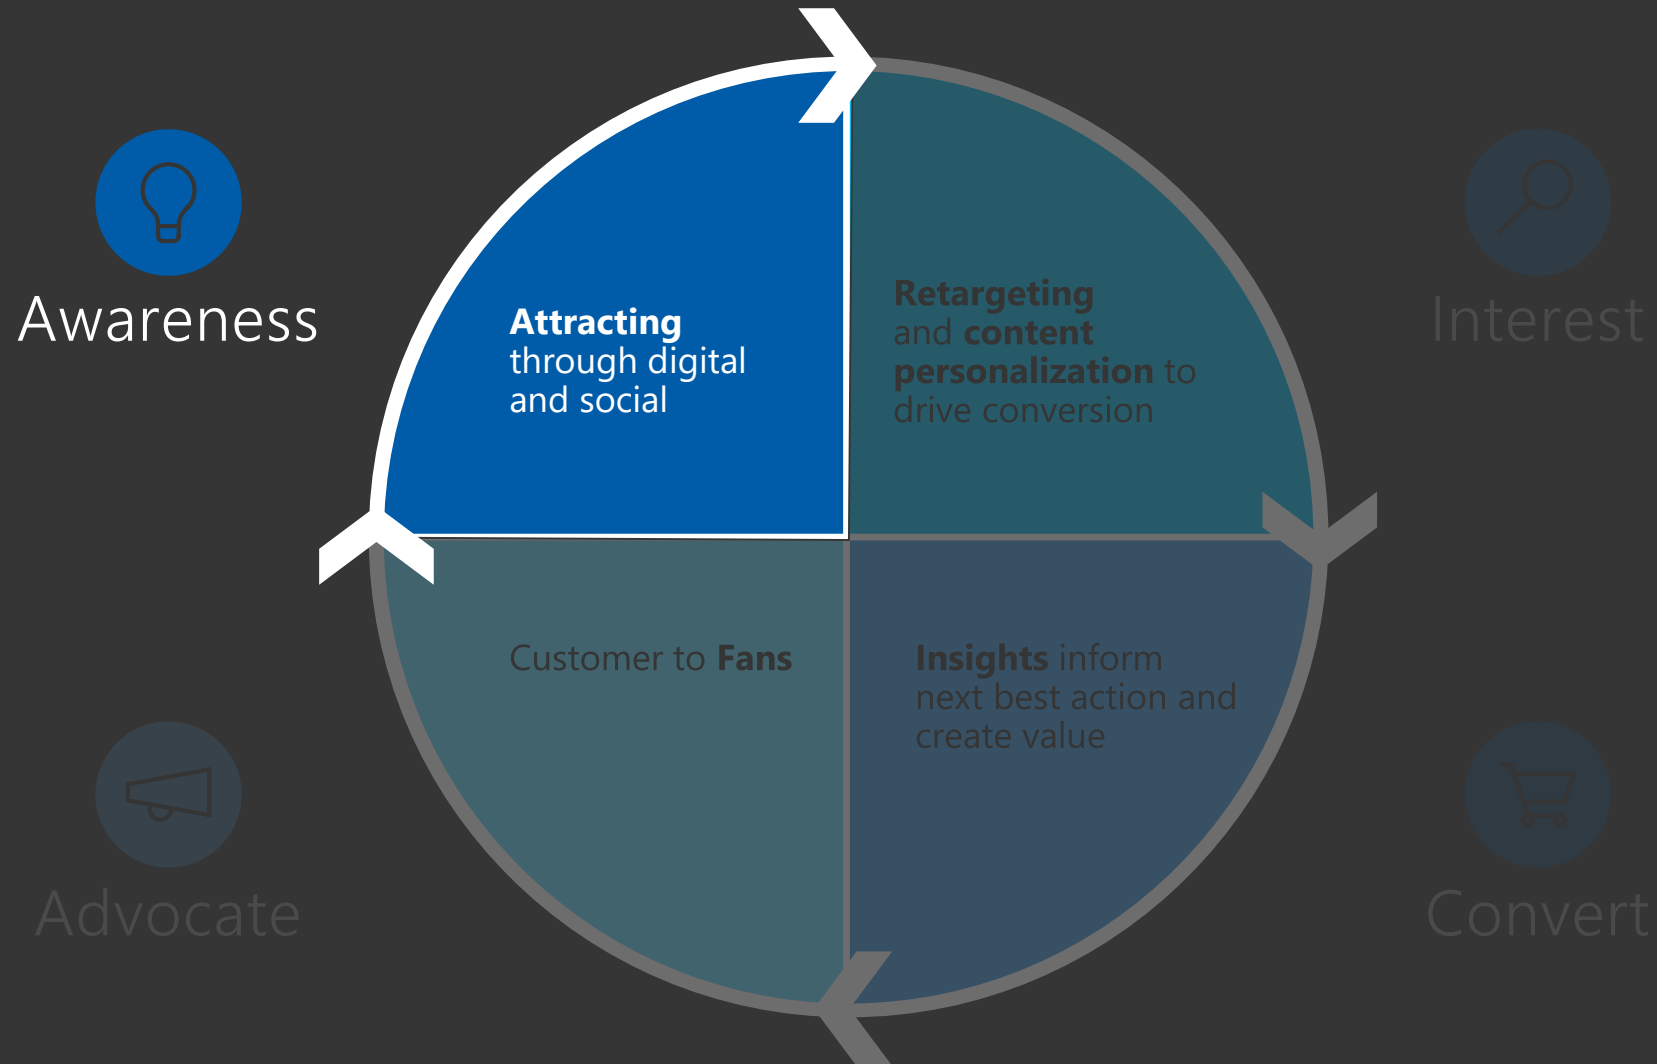 Awareness
Attracting
through digital
and social
Retargeting
and content
personalization to
drive conversion
Interest
Customer to Fans
Insights inform
next best action and
create value
Advocate
Convert